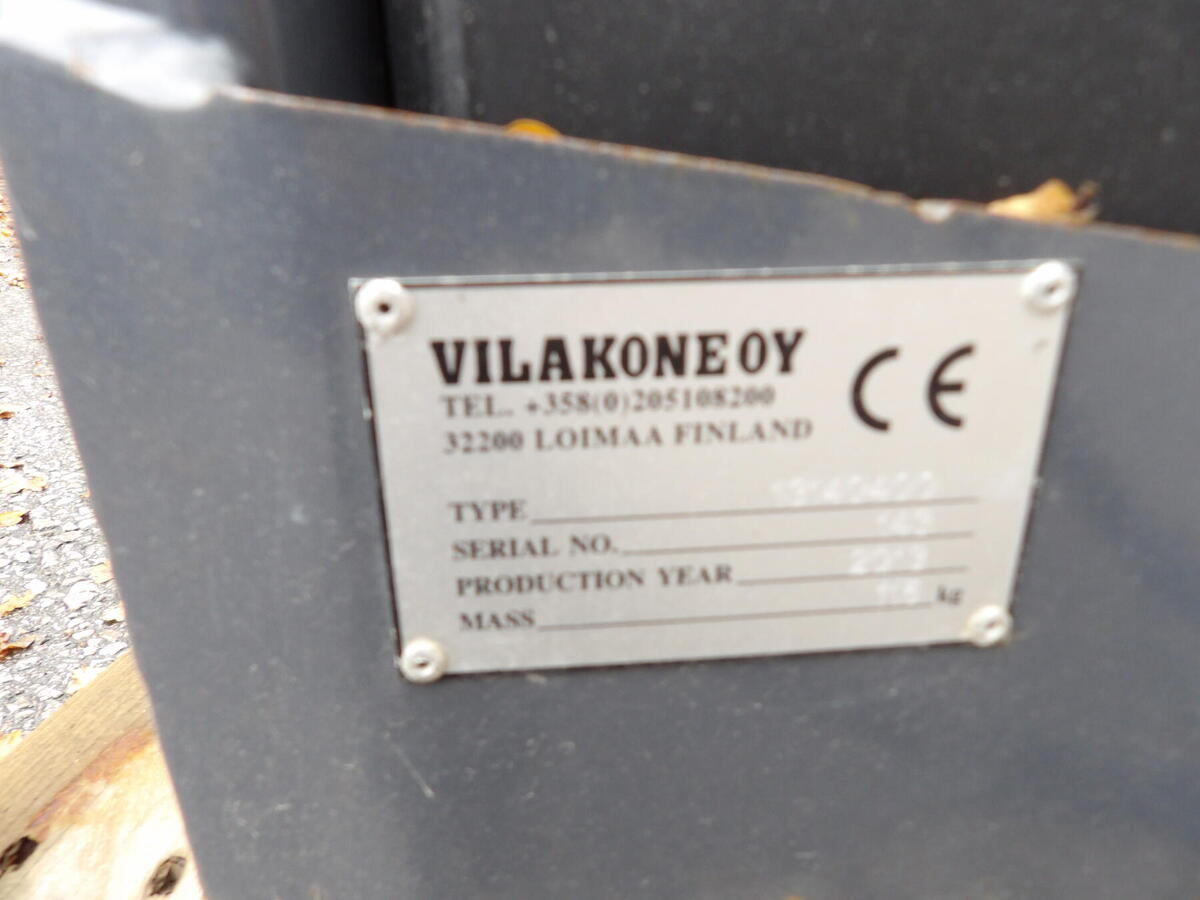 VILAKONE OY
CE
TEL. +358(0)205108200
32200 LOIMAA FINLAND
TYPE
SERIAL NO.
PRODUCTION YEAR
MASS kg